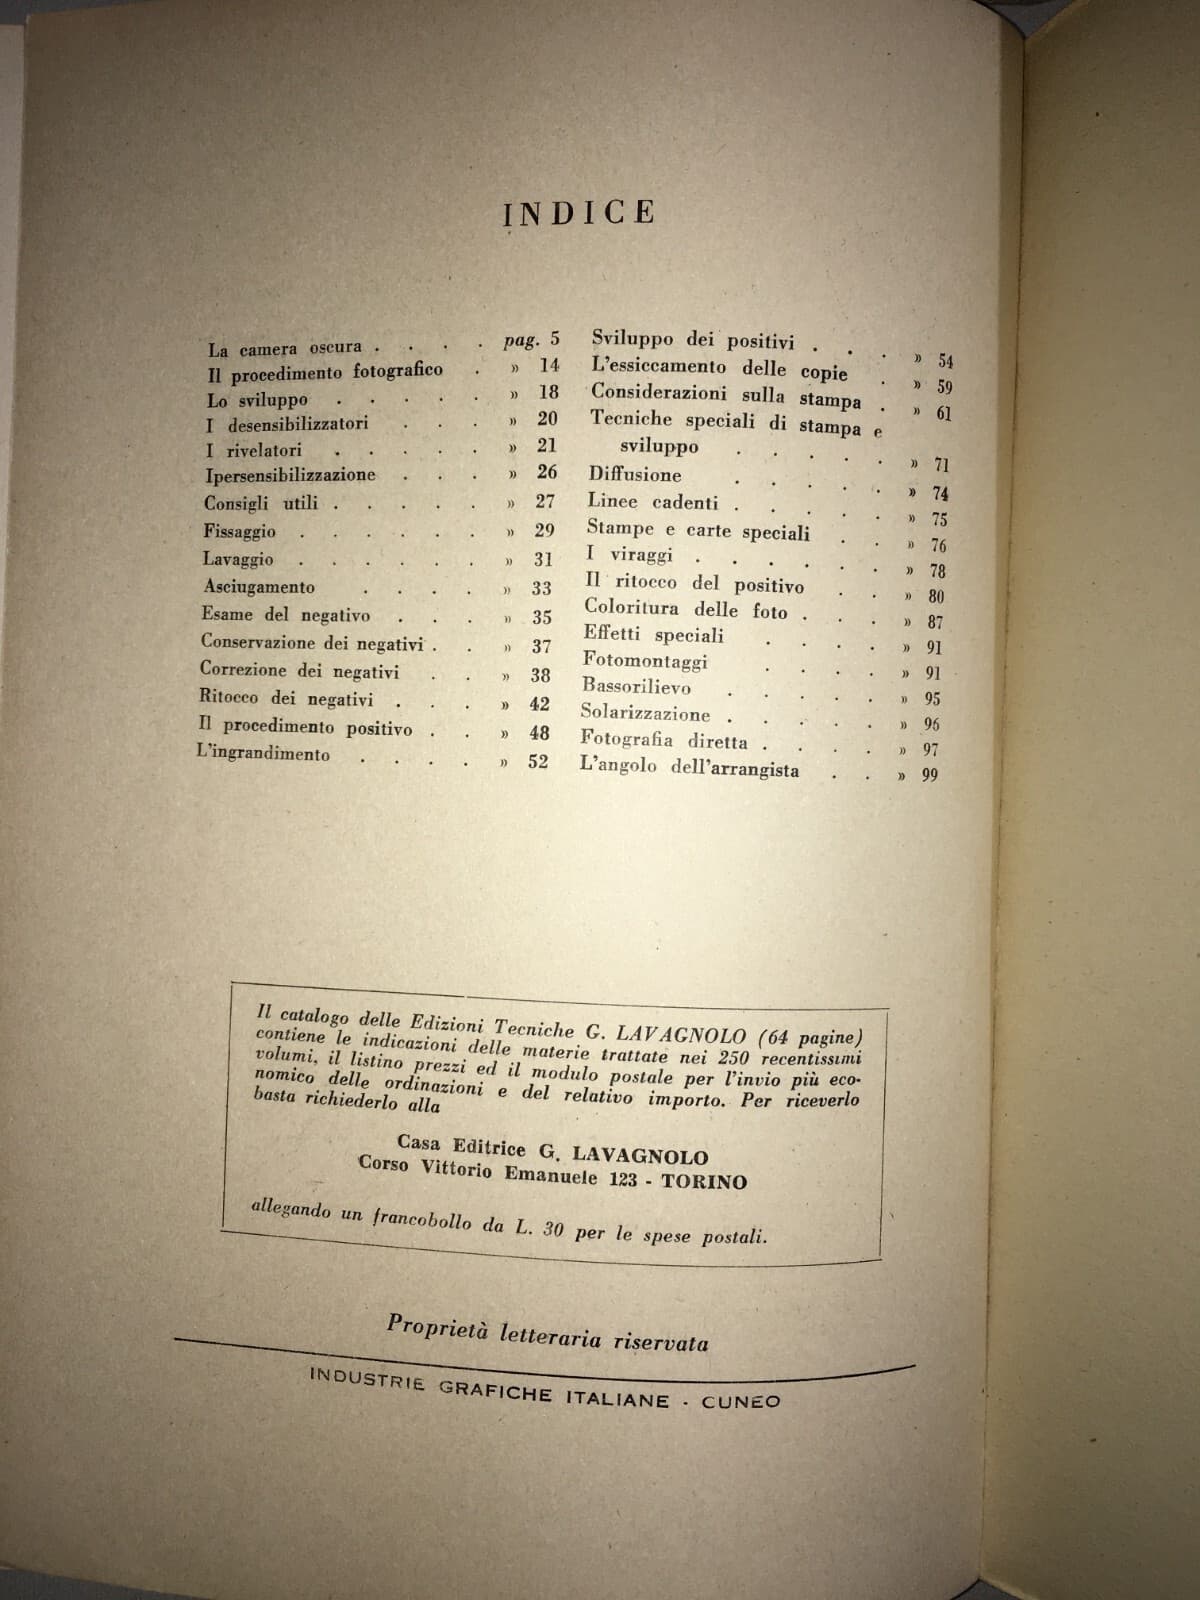 INDICE
La camera oscura . . . . pag. 5
Il procedimento fotografico . » 14
Lo sviluppo . . . . . » 18
I desensibilizzatori . . . » 20
I rivelatori . . . . . » 21
Ipersensibilizzazione . . . » 26
Consigli utili . . . . . » 27
Fissaggio . . . . . . » 29
Lavaggio . . . . . . » 31
Asciugamento . . . . » 33
Esame del negativo . . . » 35
Conservazione dei negativi . . » 37
Correzione dei negativi . . » 38
Ritocco dei negativi . . . » 42
Il procedimento positivo . . » 48
L'ingrandimento . . . . » 52
Sviluppo dei positivi . . . » 54
L'essiccamento delle copie . » 59
Considerazioni sulla stampa . » 61
Tecniche speciali di stampa e
sviluppo . . . . . » 71
Diffusione . . . . . » 74
Linee cadenti . . . . . » 75
Stampe e carte speciali . . » 76
I viraggi . . . . . . » 78
Il ritocco del positivo . . » 80
Coloritura delle foto . . . » 87
Effetti speciali . . . . » 91
Fotomontaggi . . . . » 91
Bassorilievo . . . . . » 95
Solarizzazione . . . . . » 96
Fotografia diretta . . . . » 97
L'angolo dell'arrangista . . » 99
Il catalogo delle Edizioni Tecniche G. LAVAGNOLO (64 pagine)
contiene le indicazioni delle materie trattate nei 250 recentissimi
volumi, il listino prezzi ed il modulo postale per l'invio più eco-
nomico delle ordinazioni e del relativo importo. Per riceverlo
basta richiederlo alla
Casa Editrice G. LAVAGNOLO
Corso Vittorio Emanuele 123 - TORINO
allegando un francobollo da L. 30 per le spese postali.
Proprietà letteraria riservata
INDUSTRIE GRAFICHE ITALIANE - CUNEO